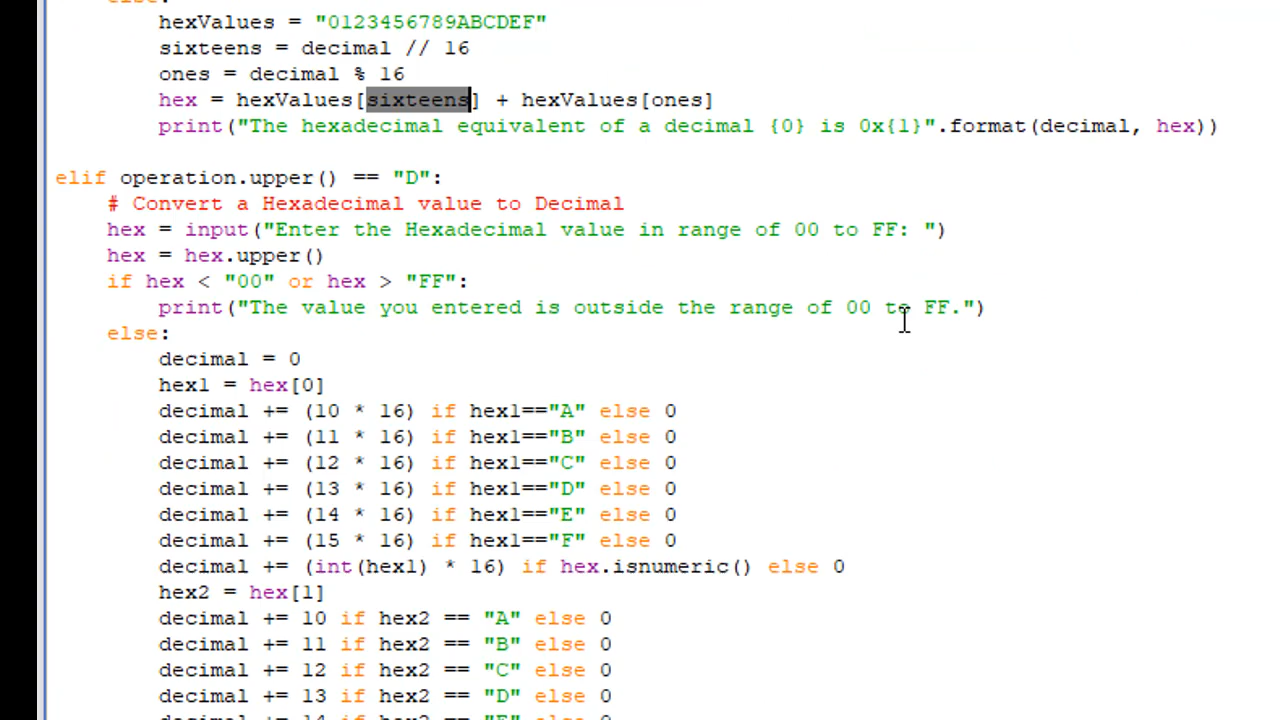 else:
hexValues = "0123456789ABCDEF"
sixteens = decimal // 16
ones = decimal % 16
hex = hexValues[sixteens] + hexValues[ones]
print("The hexadecimal equivalent of a decimal {0} is 0x{1}".format(decimal, hex))
elif operation.upper() == "D":
# Convert a Hexadecimal value to Decimal
hex = input("Enter the Hexadecimal value in range of 00 to FF: ")
hex = hex.upper()
if hex < "00" or hex > "FF":
print("The value you entered is outside the range of 00 to FF.")
else:
decimal = 0
hex1 = hex[0]
decimal += (10 * 16) if hex1=="A" else 0
decimal += (11 * 16) if hex1=="B" else 0
decimal += (12 * 16) if hex1=="C" else 0
decimal += (13 * 16) if hex1=="D" else 0
decimal += (14 * 16) if hex1=="E" else 0
decimal += (15 * 16) if hex1=="F" else 0
decimal += (int(hex1) * 16) if hex.isnumeric() else 0
hex2 = hex[1]
decimal += 10 if hex2 == "A" else 0
decimal += 11 if hex2 == "B" else 0
decimal += 12 if hex2 == "C" else 0
decimal += 13 if hex2 == "D" else 0
decimal += 14 if hex2 == "E" else 0